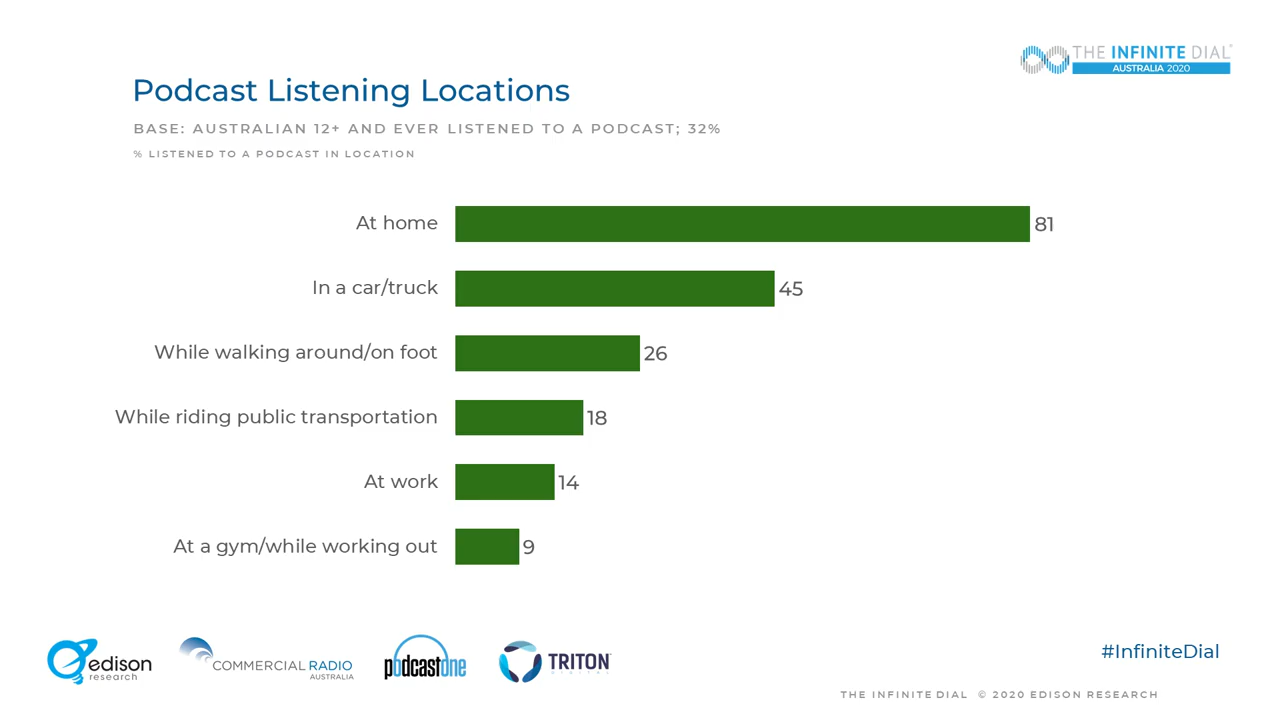 THE INFINITE DIAL®
AUSTRALIA 2020
Podcast Listening Locations
BASE: AUSTRALIAN 12+ AND EVER LISTENED TO A PODCAST; 32%
% LISTENED TO A PODCAST IN LOCATION
At home 81
In a car/truck 45
While walking around/on foot 26
While riding public transportation 18
At work 14
At a gym/while working out 9
edison
research
COMMERCIAL RADIO
AUSTRALIA
podcastone
TRITON
DIGITAL
#InfiniteDial
THE INFINITE DIAL © 2020 EDISON RESEARCH